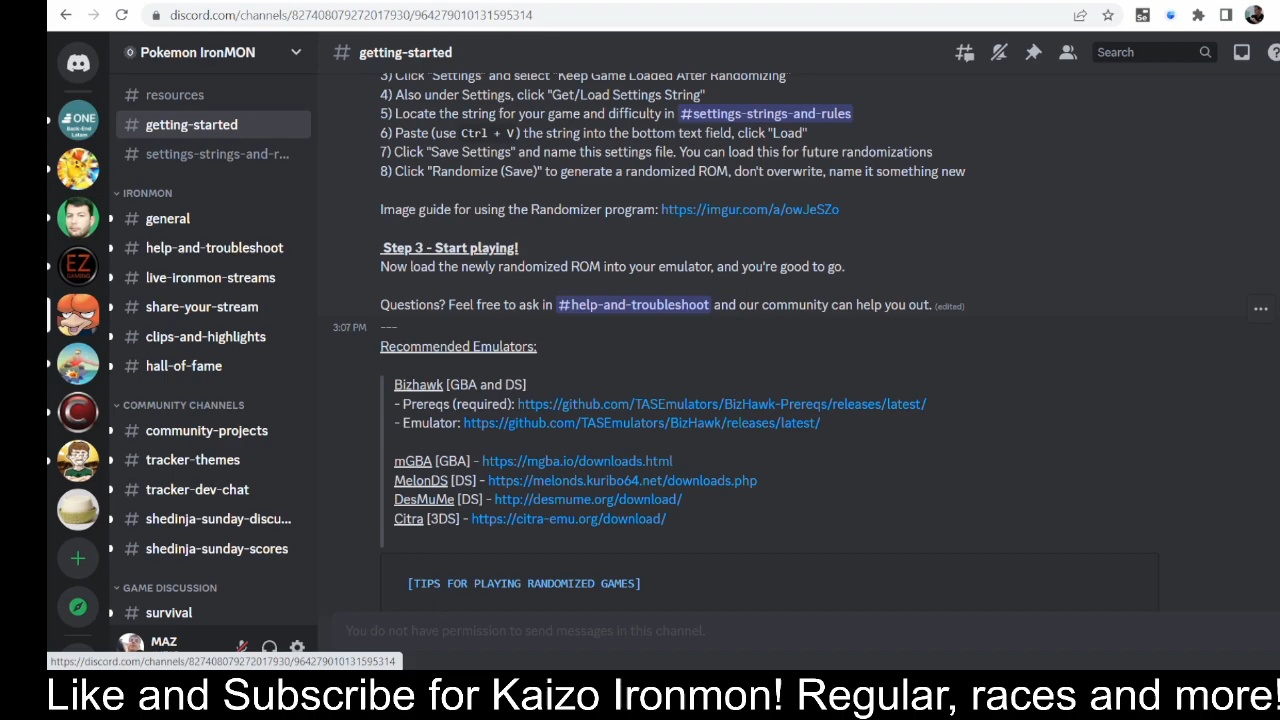 discord.com/channels/827408079272017930/964279010131595314
Pokemon IronMON
getting-started
Search
resources
getting-started
settings-strings-and-r...
IRONMON
general
help-and-troubleshoot
live-ironmon-streams
share-your-stream
clips-and-highlights
hall-of-fame
COMMUNITY CHANNELS
community-projects
tracker-themes
tracker-dev-chat
shedinja-sunday-discu...
shedinja-sunday-scores
GAME DISCUSSION
survival
MAZ
ONE
Back-End
Latam
EZ
GAMING
3) Click "Settings" and select "Keep Game Loaded After Randomizing"
4) Also under Settings, click "Get/Load Settings String"
5) Locate the string for your game and difficulty in #settings-strings-and-rules
6) Paste (use Ctrl + V) the string into the bottom text field, click "Load"
7) Click "Save Settings" and name this settings file. You can load this for future randomizations
8) Click "Randomize (Save)" to generate a randomized ROM, don't overwrite, name it something new
Image guide for using the Randomizer program: https://imgur.com/a/owJeSZo
Step 3 - Start playing!
Now load the newly randomized ROM into your emulator, and you're good to go.
Questions? Feel free to ask in #help-and-troubleshoot and our community can help you out. (edited)
3:07 PM ---
Recommended Emulators:
Bizhawk [GBA and DS]
- Prereqs (required): https://github.com/TASEmulators/BizHawk-Prereqs/releases/latest/
- Emulator: https://github.com/TASEmulators/BizHawk/releases/latest/
mGBA [GBA] - https://mgba.io/downloads.html
MelonDS [DS] - https://melonds.kuribo64.net/downloads.php
DesMuMe [DS] - http://desmume.org/download/
Citra [3DS] - https://citra-emu.org/download/
[TIPS FOR PLAYING RANDOMIZED GAMES]
You do not have permission to send messages in this channel.
https://discord.com/channels/827408079272017930/964279010131595314
Like and Subscribe for Kaizo Ironmon! Regular, races and more!